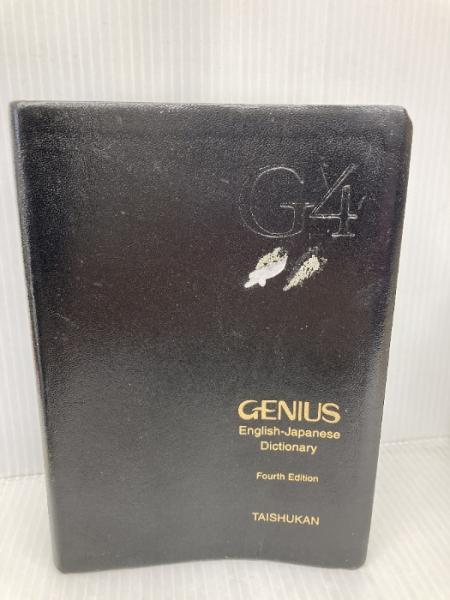 G4
GENIUS
English-Japanese
Dictionary
Fourth Edition
TAISHUKAN